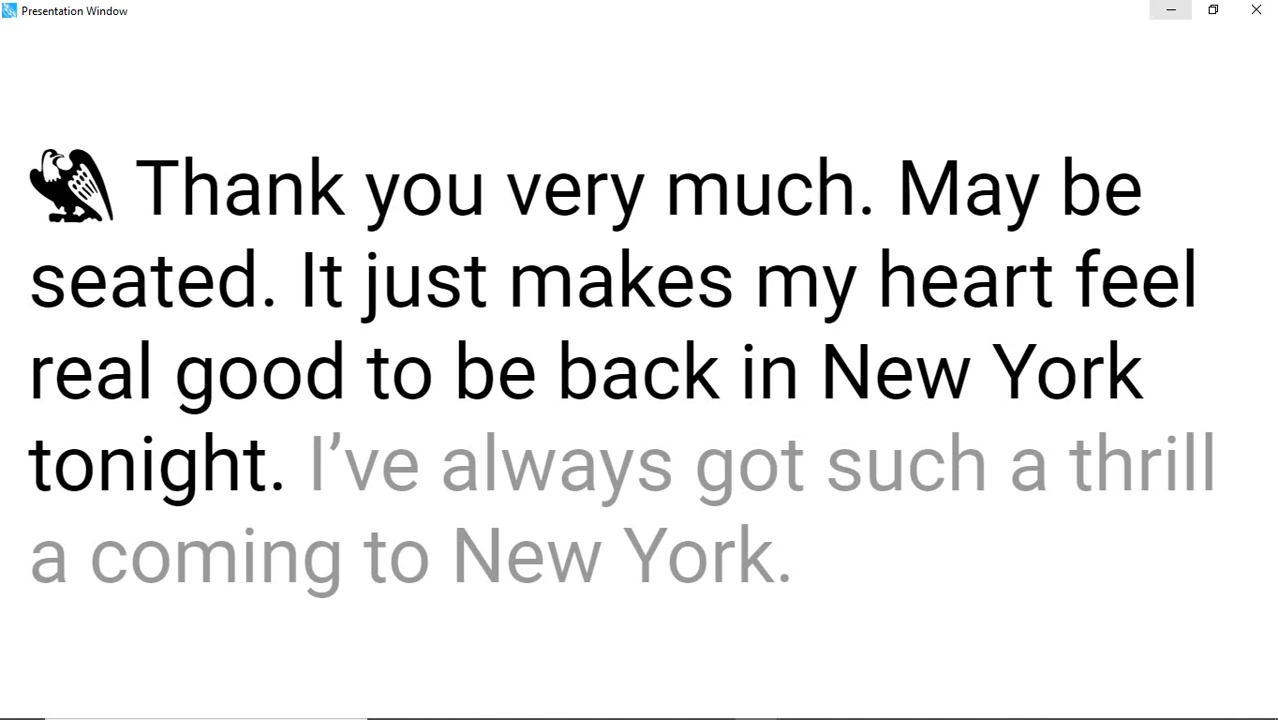 Presentation Window
Thank you very much. May be
seated. It just makes my heart feel
real good to be back in New York
tonight. I’ve always got such a thrill
a coming to New York.